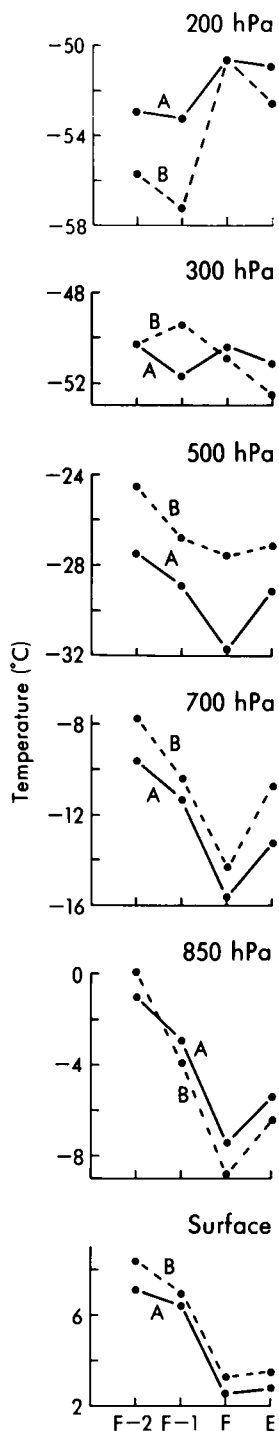 200 hPa
−50
A
−54
B
−58
300 hPa
−48
B
A
−52
500 hPa
−24
B
A
−28
−32
Temperature (°C)
700 hPa
−8
B
−12
A
−16
850 hPa
0
A
−4
B
−8
Surface
B
6
A
2
F−2 F−1 F E